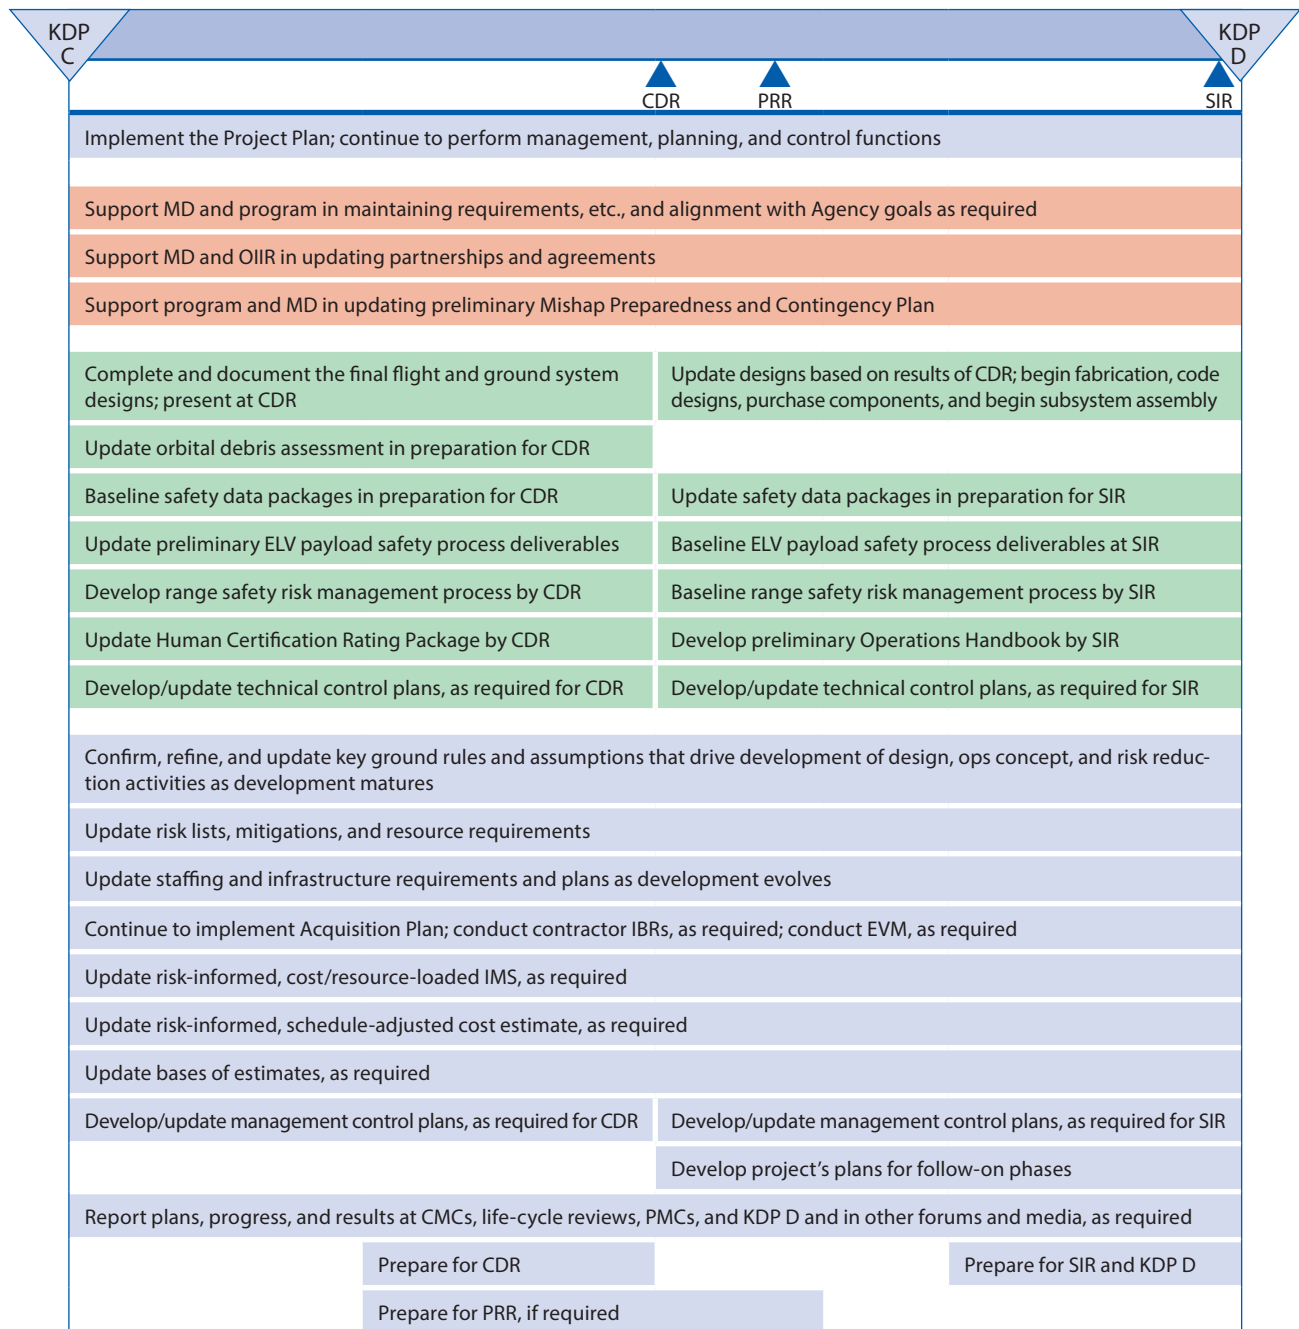 KDP
C
KDP
D
CDR
PRR
SIR
Implement the Project Plan; continue to perform management, planning, and control functions
Support MD and program in maintaining requirements, etc., and alignment with Agency goals as required
Support MD and OIIR in updating partnerships and agreements
Support program and MD in updating preliminary Mishap Preparedness and Contingency Plan
Complete and document the final flight and ground system
designs; present at CDR
Update designs based on results of CDR; begin fabrication, code
designs, purchase components, and begin subsystem assembly
Update orbital debris assessment in preparation for CDR
Baseline safety data packages in preparation for CDR
Update safety data packages in preparation for SIR
Update preliminary ELV payload safety process deliverables
Baseline ELV payload safety process deliverables at SIR
Develop range safety risk management process by CDR
Baseline range safety risk management process by SIR
Update Human Certification Rating Package by CDR
Develop preliminary Operations Handbook by SIR
Develop/update technical control plans, as required for CDR
Develop/update technical control plans, as required for SIR
Confirm, refine, and update key ground rules and assumptions that drive development of design, ops concept, and risk reduc-
tion activities as development matures
Update risk lists, mitigations, and resource requirements
Update staffing and infrastructure requirements and plans as development evolves
Continue to implement Acquisition Plan; conduct contractor IBRs, as required; conduct EVM, as required
Update risk-informed, cost/resource-loaded IMS, as required
Update risk-informed, schedule-adjusted cost estimate, as required
Update bases of estimates, as required
Develop/update management control plans, as required for CDR
Develop/update management control plans, as required for SIR
Develop project's plans for follow-on phases
Report plans, progress, and results at CMCs, life-cycle reviews, PMCs, and KDP D and in other forums and media, as required
Prepare for CDR
Prepare for SIR and KDP D
Prepare for PRR, if required